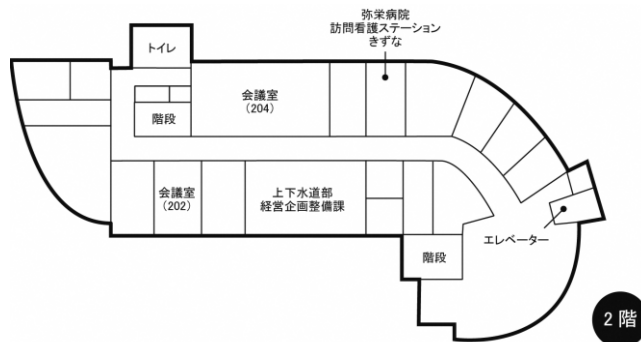 弥栄病院
訪問看護ステーション
きずな
トイレ
会議室
(204)
階段
会議室
(202)
上下水道部
経営企画整備課
エレベーター
階段
2階